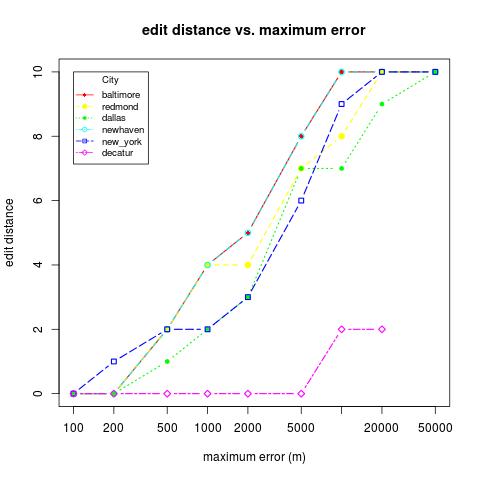 edit distance vs. maximum error
City
baltimore
redmond
dallas
newhaven
new_york
decatur
edit distance
10
8
6
4
2
0
100 200 500 1000 2000 5000 20000 50000
maximum error (m)